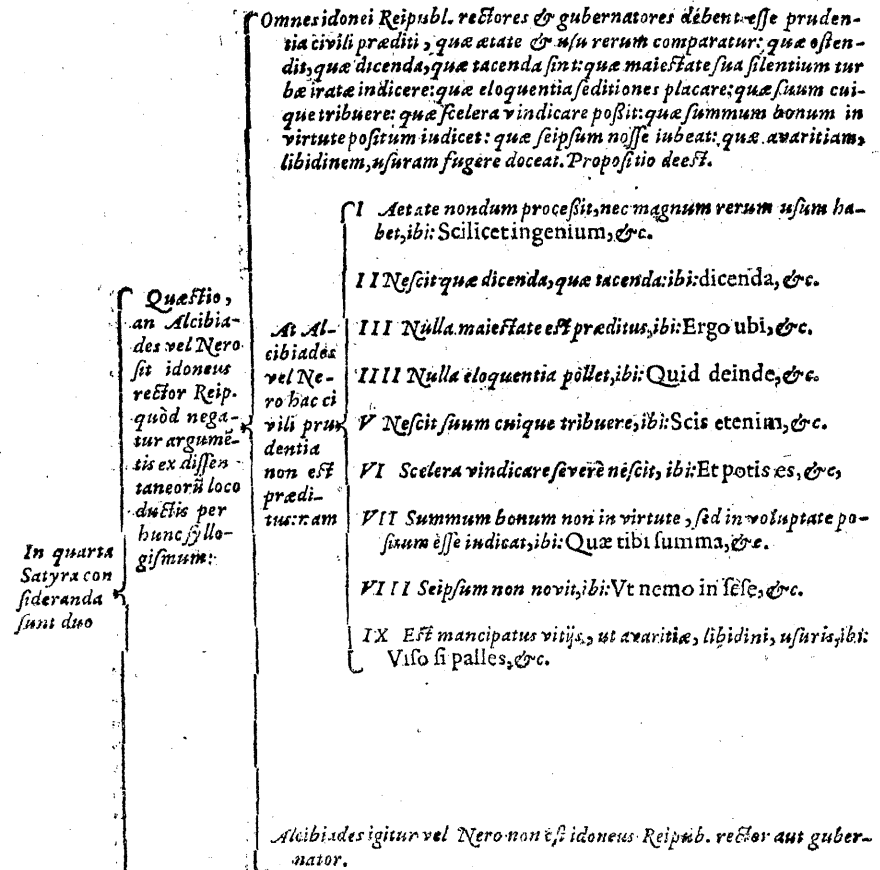 In quarta
Satyra con
sideranda
sunt duo
Quæstio,
an Alcibia-
des vel Nero
sit idoneus
rector Reip.
quòd nega-
tur argumẽ-
tis ex dissen
taneorũ loco
ductis per
hunc syllo-
gismum:
Omnes idonei Reipubl. rectores & gubernatores debent esse pruden-
tia civili præditi, quæ ætate & usu rerum comparatur: quæ osten-
dit, quæ dicenda, quæ tacenda sint: quæ maiestate sua silentium tur
bæ iratæ indicere: quæ eloquentia seditiones placare; quæ suum cui-
que tribuere: quæ scelera vindicare poßit: quæ summum bonum in
virtute positum iudicet: quæ seipsum nosse iubeat: quæ avaritiam,
libidinem, usuram fugere doceat. Propositio deest.
At Al-
cibiades
vel Ne-
ro hac ci
vili pru
dentia
non est
prædi-
tus: nam
I Aetate nondum proceßit, nec magnum rerum usum ha-
bet, ibi: Scilicet ingenium, &c.
II Nescit quæ dicenda, quæ tacenda: ibi: dicenda, &c.
III Nulla maiestate est præditus, ibi: Ergo ubi, &c.
IIII Nulla eloquentia pollet, ibi: Quid deinde, &c.
V Nescit suum cuique tribuere, ibi: Scis etenim, &c.
VI Scelera vindicare severè nescit, ibi: Et potis es, &c,
VII Summum bonum non in virtute, sed in voluptate po-
situm esse iudicat, ibi: Quæ tibi summa, &c.
VIII Seipsum non novit, ibi: Vt nemo in sese, &c.
IX Est mancipatus vitijs, ut avaritiæ, libidini, usuris, ibi:
Viso si palles, &c.
Alcibiades igitur vel Nero non est idoneus Reipub. rector aut guber-
nator.